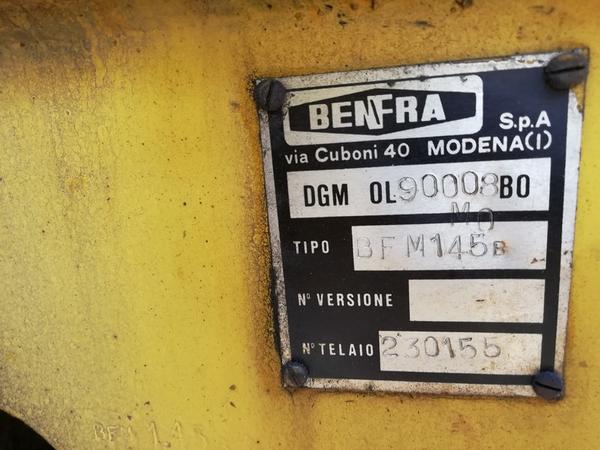 BENFRA
S.p.A
via Cuboni 40 MODENA(I)
DGM OL90008BO
MO
TIPO BFM145B
N° VERSIONE
N° TELAIO 230155